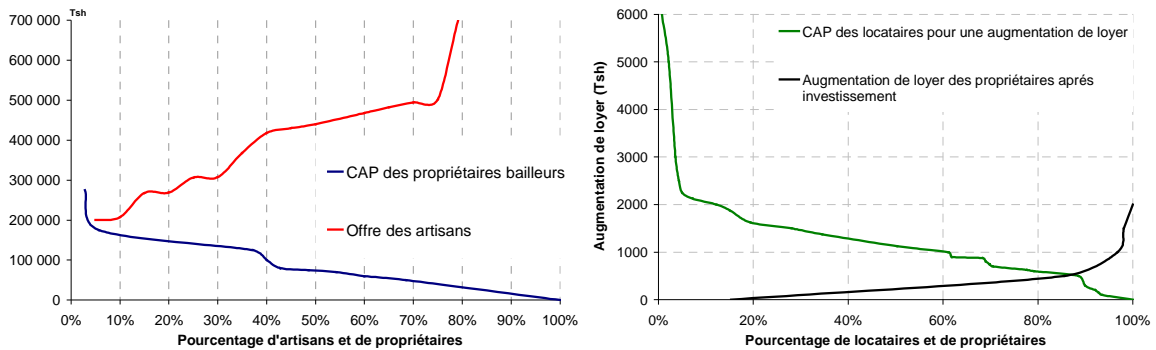 Tsh
700 000
600 000
500 000
400 000
300 000
200 000
100 000
0
0% 10% 20% 30% 40% 50% 60% 70% 80% 90% 100%
Pourcentage d'artisans et de propriétaires
CAP des propriétaires bailleurs
Offre des artisans
Augmentation de loyer (Tsh)
6000
5000
4000
3000
2000
1000
0
0% 20% 40% 60% 80% 100%
Pourcentage de locataires et de propriétaires
CAP des locataires pour une augmentation de loyer
Augmentation de loyer des propriétaires aprés
investissement